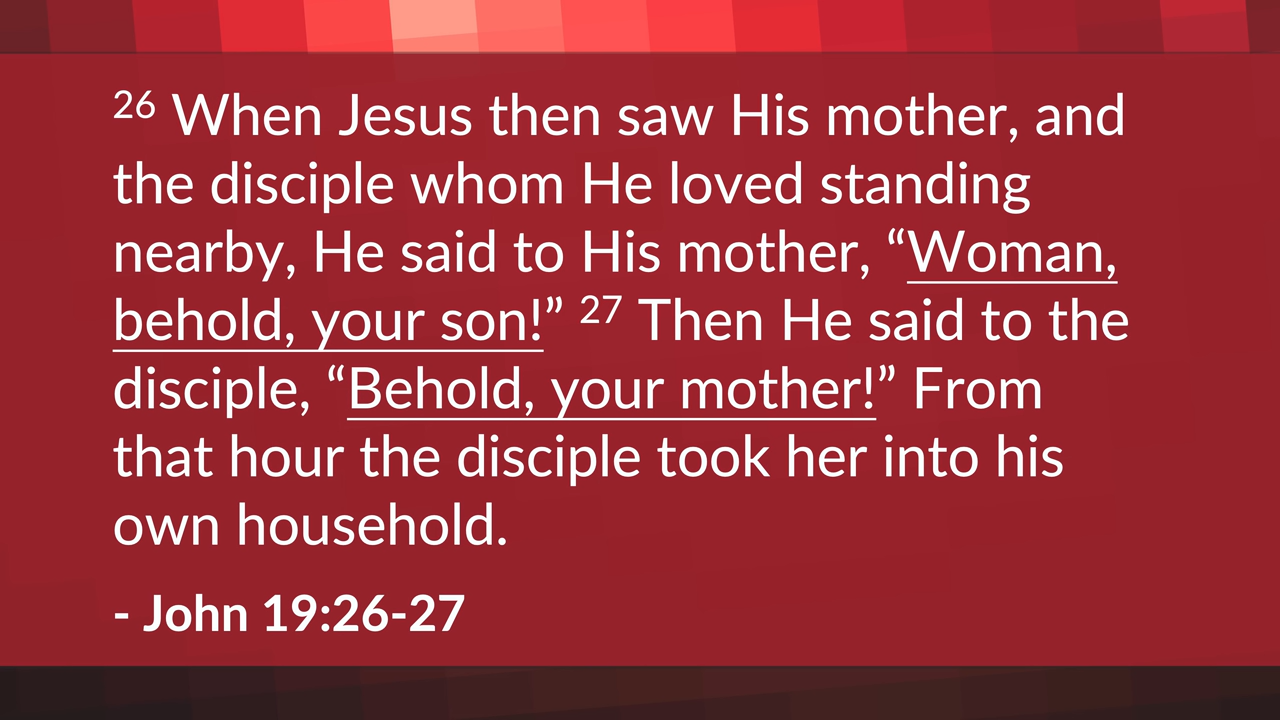 26 When Jesus then saw His mother, and
the disciple whom He loved standing
nearby, He said to His mother, “Woman,
behold, your son!” 27 Then He said to the
disciple, “Behold, your mother!” From
that hour the disciple took her into his
own household.
- John 19:26-27